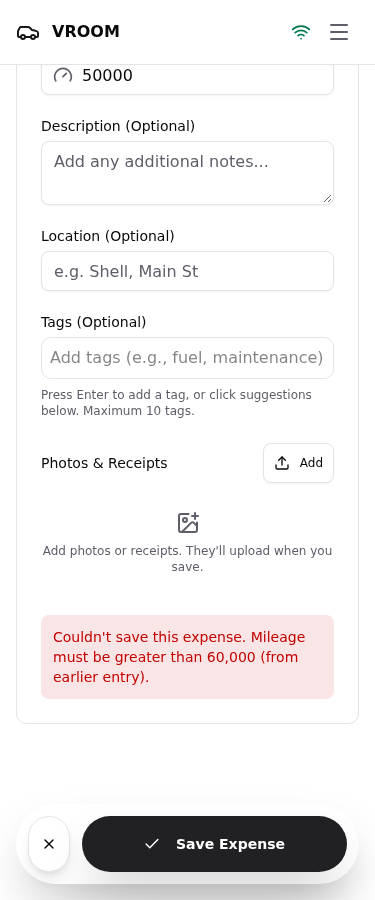 VROOM
50000
Description (Optional)
Add any additional notes...
Location (Optional)
e.g. Shell, Main St
Tags (Optional)
Add tags (e.g., fuel, maintenance)
Press Enter to add a tag, or click suggestions
below. Maximum 10 tags.
Photos & Receipts
Add
Add photos or receipts. They'll upload when you
save.
Couldn't save this expense. Mileage
must be greater than 60,000 (from
earlier entry).
Save Expense